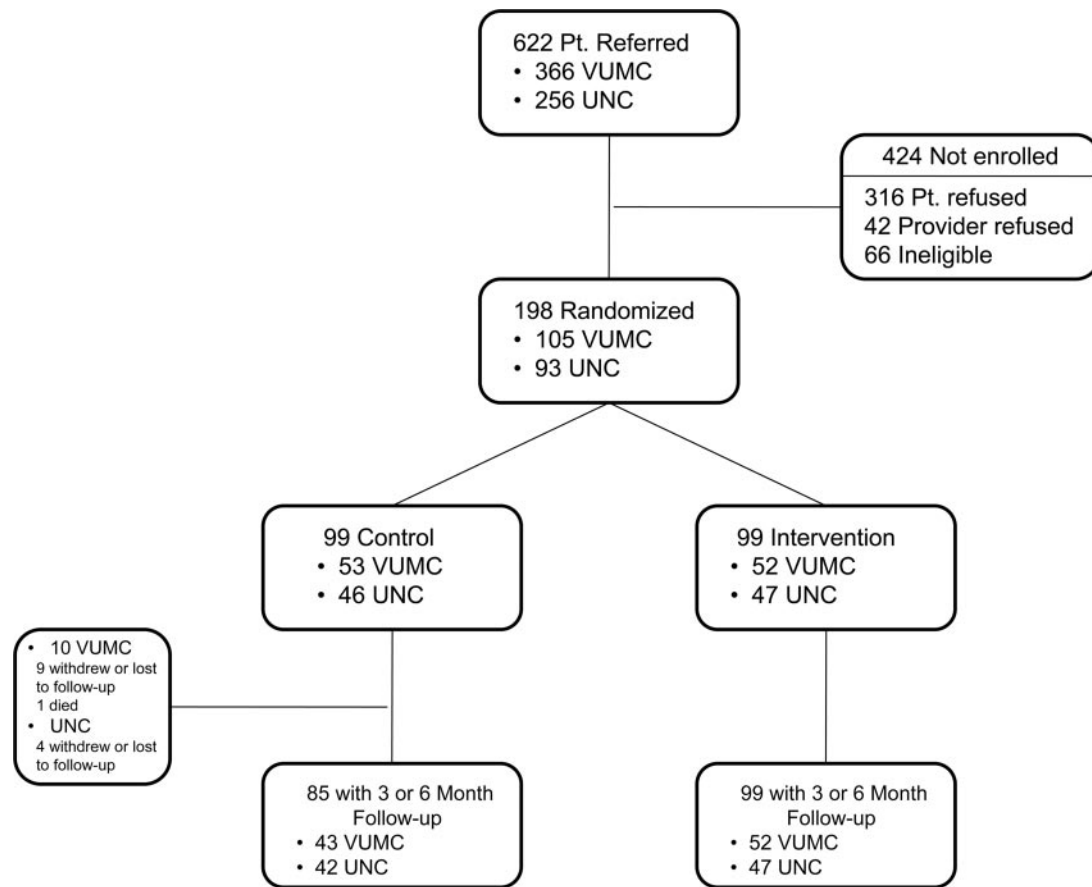 622 Pt. Referred
• 366 VUMC
• 256 UNC
424 Not enrolled
316 Pt. refused
42 Provider refused
66 Ineligible
198 Randomized
• 105 VUMC
• 93 UNC
99 Control
• 53 VUMC
• 46 UNC
99 Intervention
• 52 VUMC
• 47 UNC
• 10 VUMC
9 withdrew or lost
to follow-up
1 died
• UNC
4 withdrew or lost
to follow-up
85 with 3 or 6 Month
Follow-up
• 43 VUMC
• 42 UNC
99 with 3 or 6 Month
Follow-up
• 52 VUMC
• 47 UNC